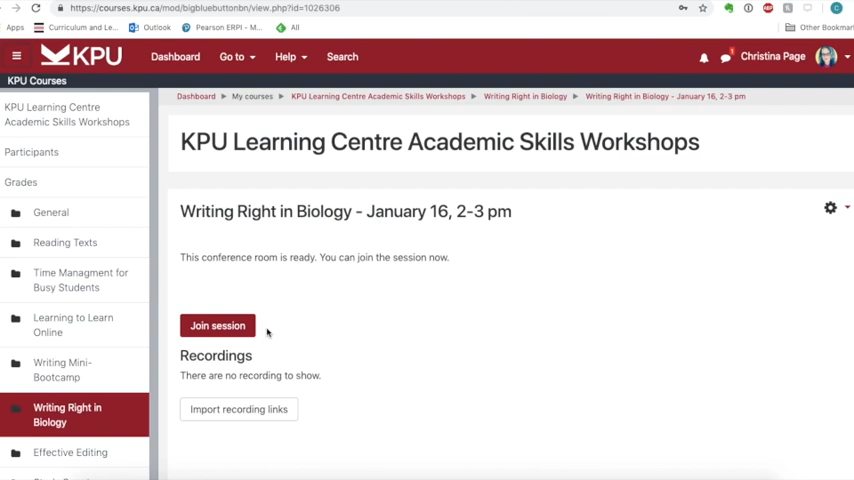 https://courses.kpu.ca/mod/bigbluebuttonbn/view.php?id=1026306
Apps Curriculum and Le... Outlook Pearson ERPI - M... All Other Bookmar
KPU Dashboard Go to Help Search 1 Christina Page
KPU Courses
Dashboard ▶ My courses ▶ KPU Learning Centre Academic Skills Workshops ▶ Writing Right in Biology ▶ Writing Right in Biology - January 16, 2-3 pm
KPU Learning Centre
Academic Skills Workshops
Participants
Grades
General
Reading Texts
Time Managment for
Busy Students
Learning to Learn
Online
Writing Mini-
Bootcamp
Writing Right in
Biology
Effective Editing
KPU Learning Centre Academic Skills Workshops
Writing Right in Biology - January 16, 2-3 pm
This conference room is ready. You can join the session now.
Join session
Recordings
There are no recording to show.
Import recording links